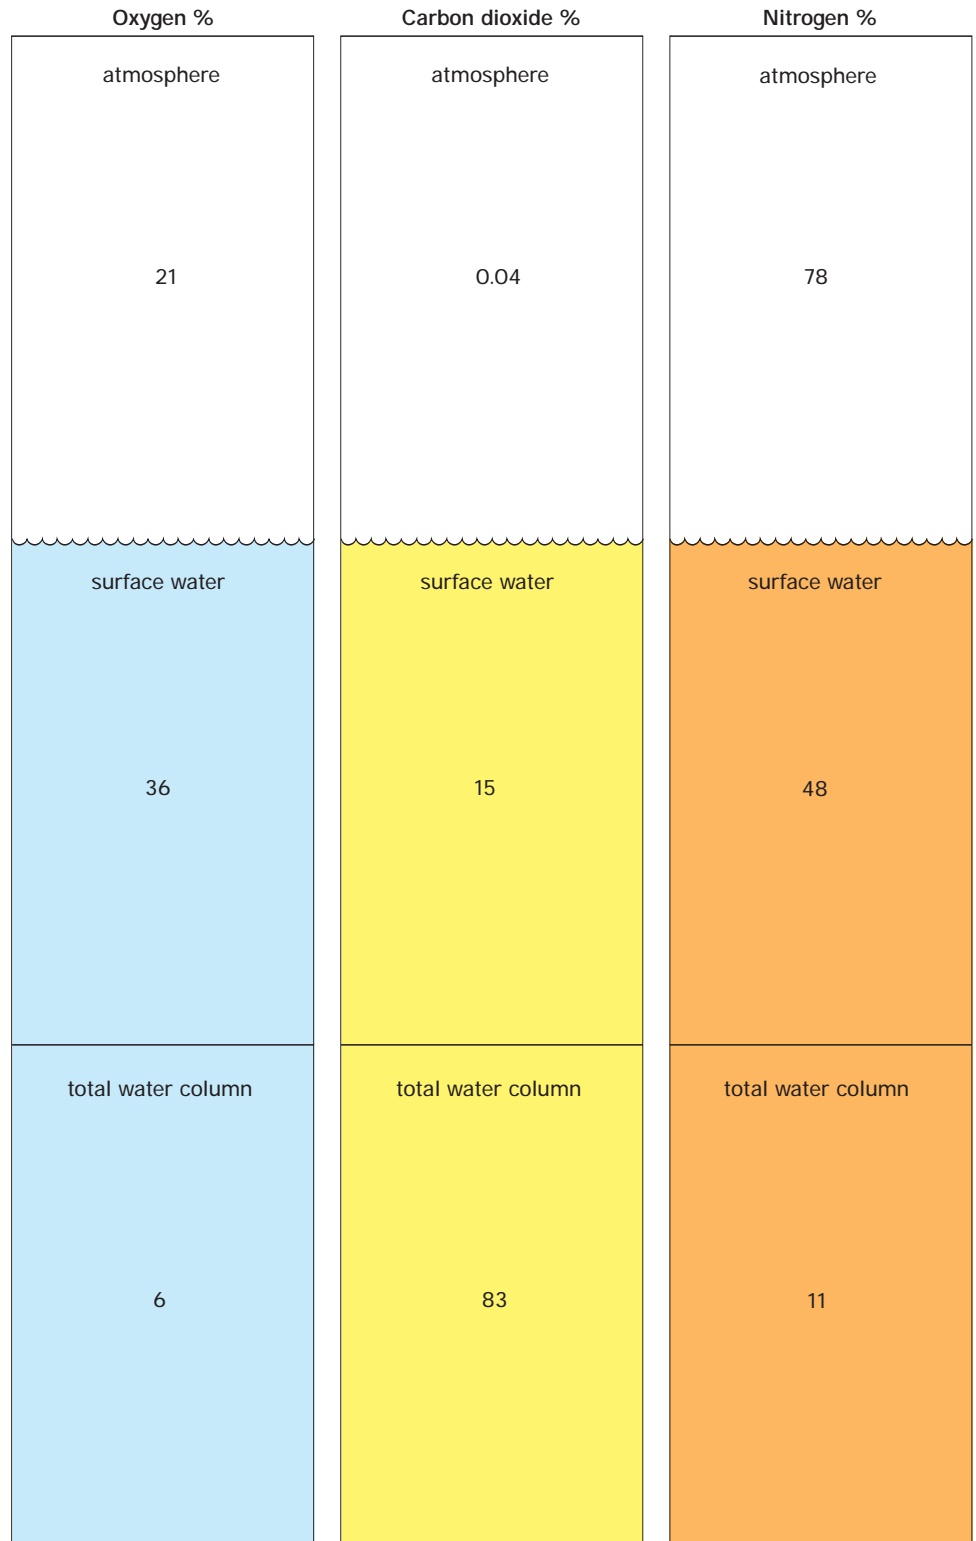 Oxygen %
Carbon dioxide %
Nitrogen %
atmosphere
atmosphere
atmosphere
21
0.04
78
surface water
surface water
surface water
36
15
48
total water column
total water column
total water column
6
83
11